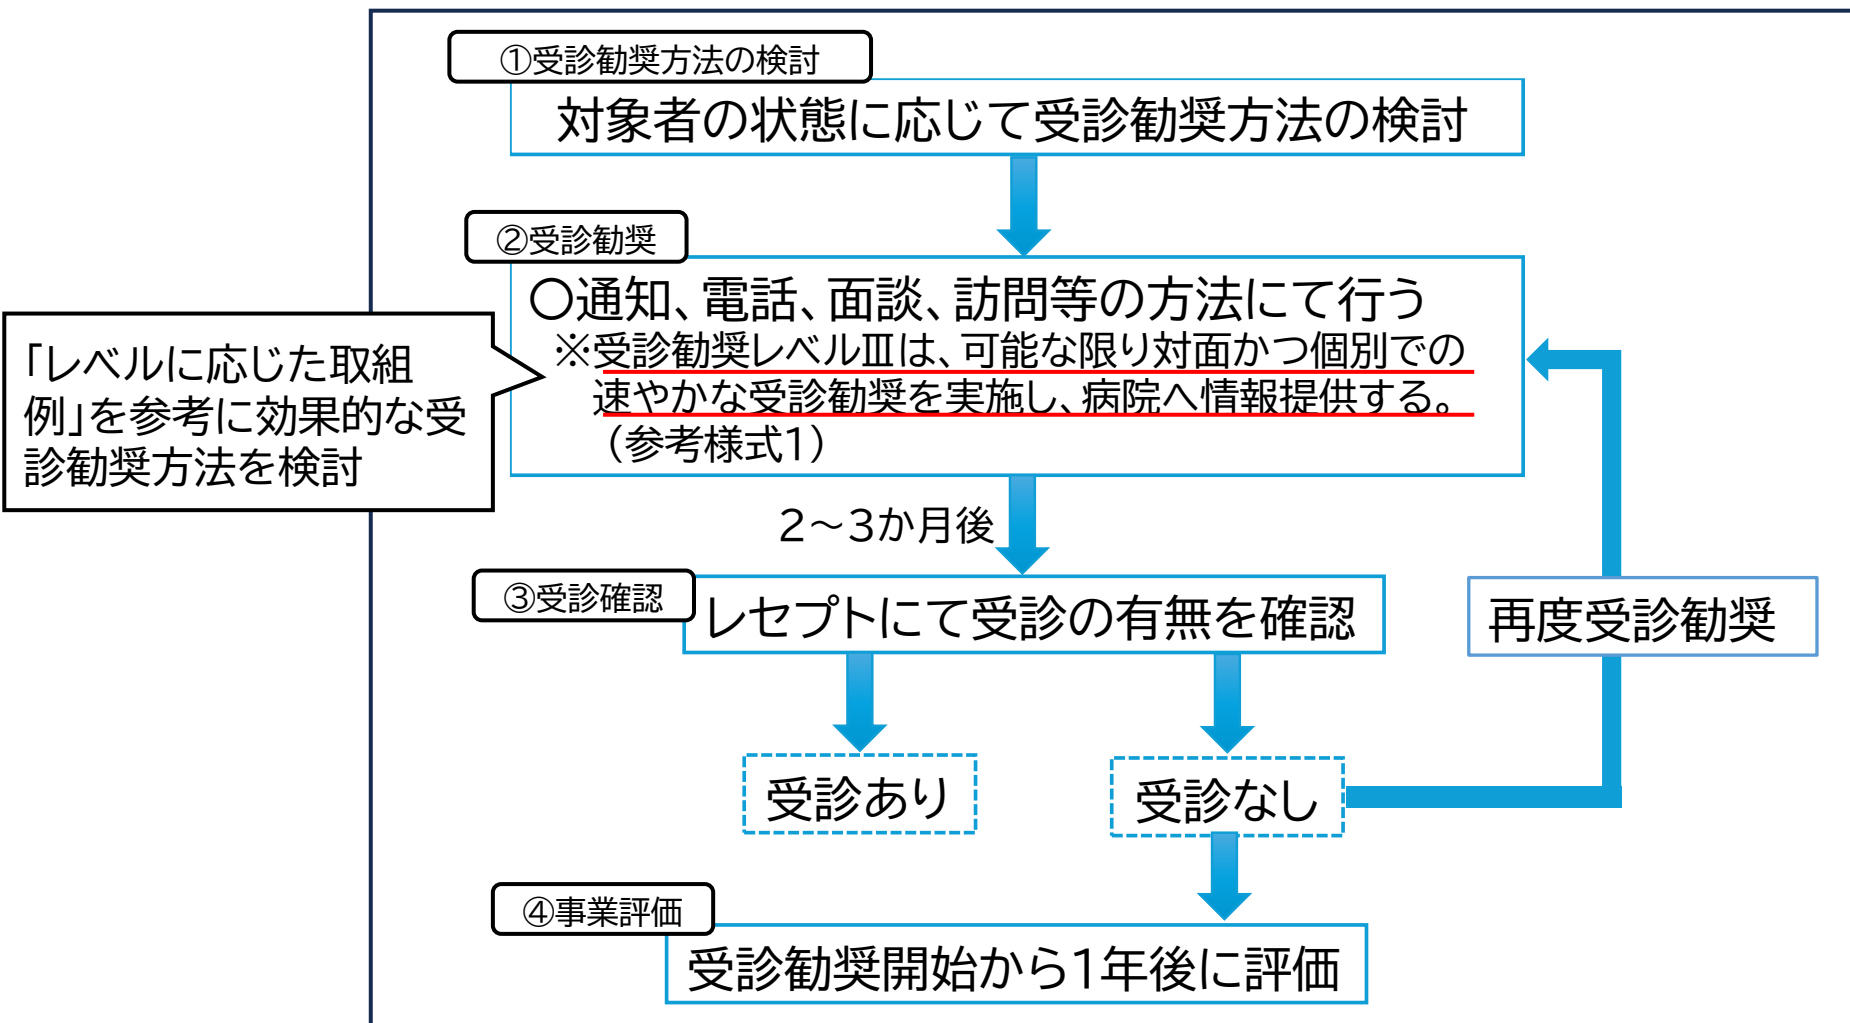 ①受診勧奨方法の検討
対象者の状態に応じて受診勧奨方法の検討
②受診勧奨
〇通知、電話、面談、訪問等の方法にて行う
※受診勧奨レベルⅢは、可能な限り対面かつ個別での
速やかな受診勧奨を実施し、病院へ情報提供する。
（参考様式1）
「レベルに応じた取組
例」を参考に効果的な受
診勧奨方法を検討
2～3か月後
③受診確認
レセプトにて受診の有無を確認
再度受診勧奨
受診あり
受診なし
④事業評価
受診勧奨開始から1年後に評価